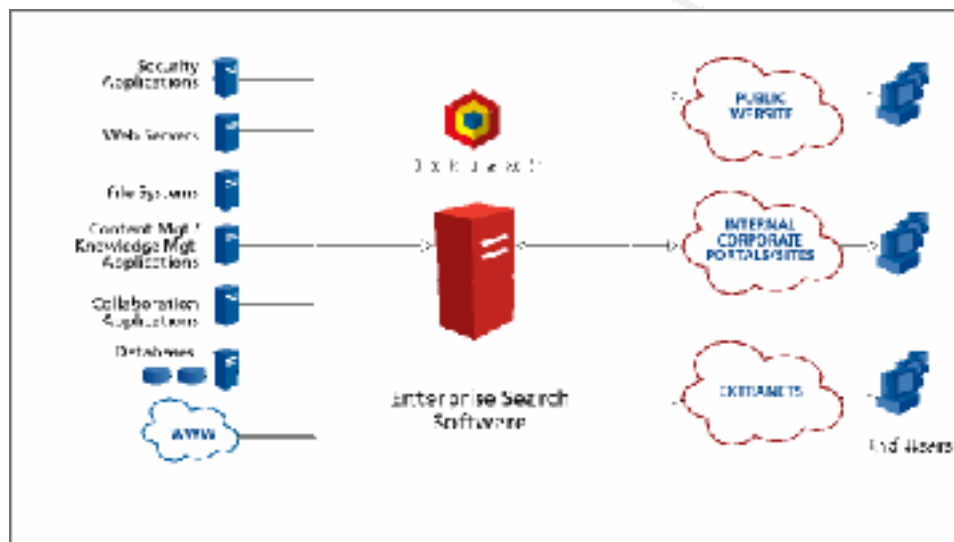 Security
Applications
Web Servers
File Systems
Content Mgt /
Knowledge Mgt
Applications
Collaboration
Applications
Databases
WWW
Enterprise Search
Software
PUBLIC
WEBSITE
INTERNAL
CORPORATE
PORTALS/SITES
EXTRANETS
End Users